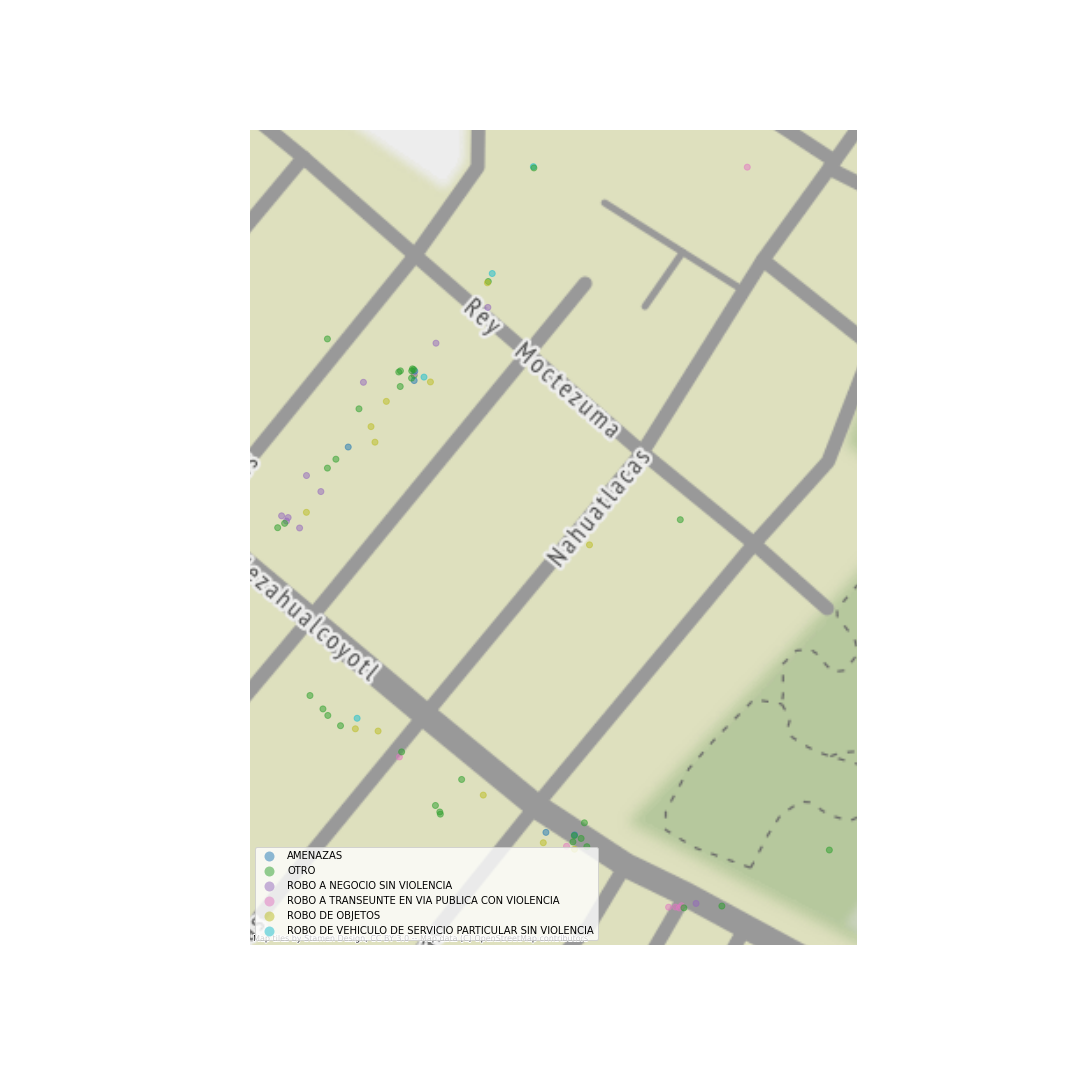 Rey Moctezuma
Nahuatlacas
ezahualcoyotl
AMENAZAS
OTRO
ROBO A NEGOCIO SIN VIOLENCIA
ROBO A TRANSEUNTE EN VIA PUBLICA CON VIOLENCIA
ROBO DE OBJETOS
ROBO DE VEHICULO DE SERVICIO PARTICULAR SIN VIOLENCIA